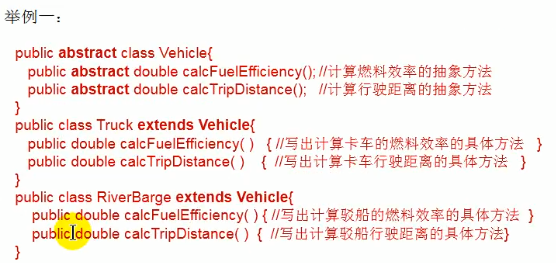 举例一：
public abstract class Vehicle{
public abstract double calcFuelEfficiency(); //计算燃料效率的抽象方法
public abstract double calcTripDistance(); //计算行驶距离的抽象方法
}
public class Truck extends Vehicle{
public double calcFuelEfficiency( ) { //写出计算卡车的燃料效率的具体方法 }
public double calcTripDistance( ) { //写出计算卡车行驶距离的具体方法 }
}
public class RiverBarge extends Vehicle{
public double calcFuelEfficiency( ) { //写出计算驳船的燃料效率的具体方法 }
public double calcTripDistance( ) { //写出计算驳船行驶距离的具体方法}
}